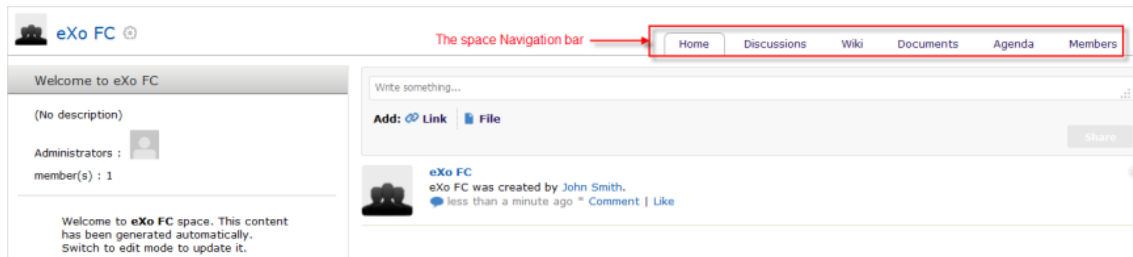 eXo FC
The space Navigation bar
Home Discussions Wiki Documents Agenda Members
Welcome to eXo FC
(No description)
Administrators :
member(s) : 1
Welcome to eXo FC space. This content
has been generated automatically.
Switch to edit mode to update it.
Write something...
Add: Link File
Share
eXo FC
eXo FC was created by John Smith.
less than a minute ago " Comment | Like